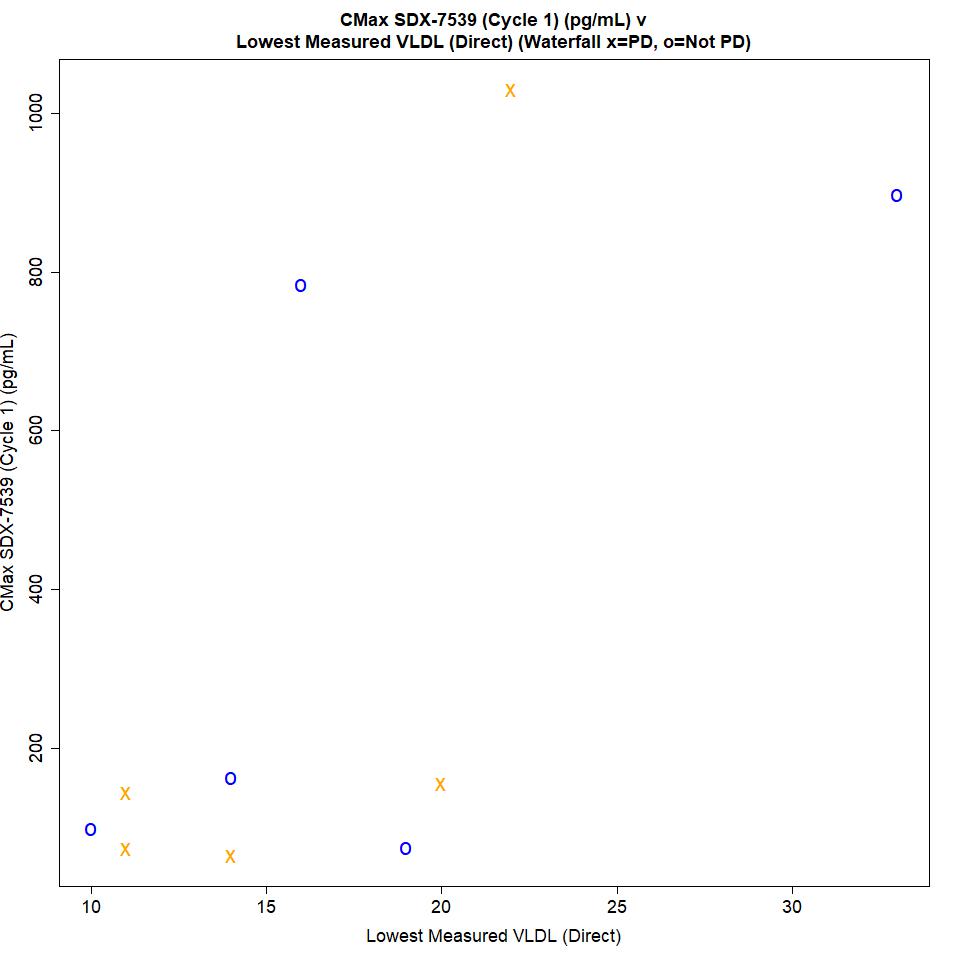 CMax SDX-7539 (Cycle 1) (pg/mL) v
Lowest Measured VLDL (Direct) (Waterfall x=PD, o=Not PD)
CMax SDX-7539 (Cycle 1) (pg/mL)
1000
800
600
400
200
X
O
O
O
X
X
O
X
O
X
10
15
20
25
30
Lowest Measured VLDL (Direct)